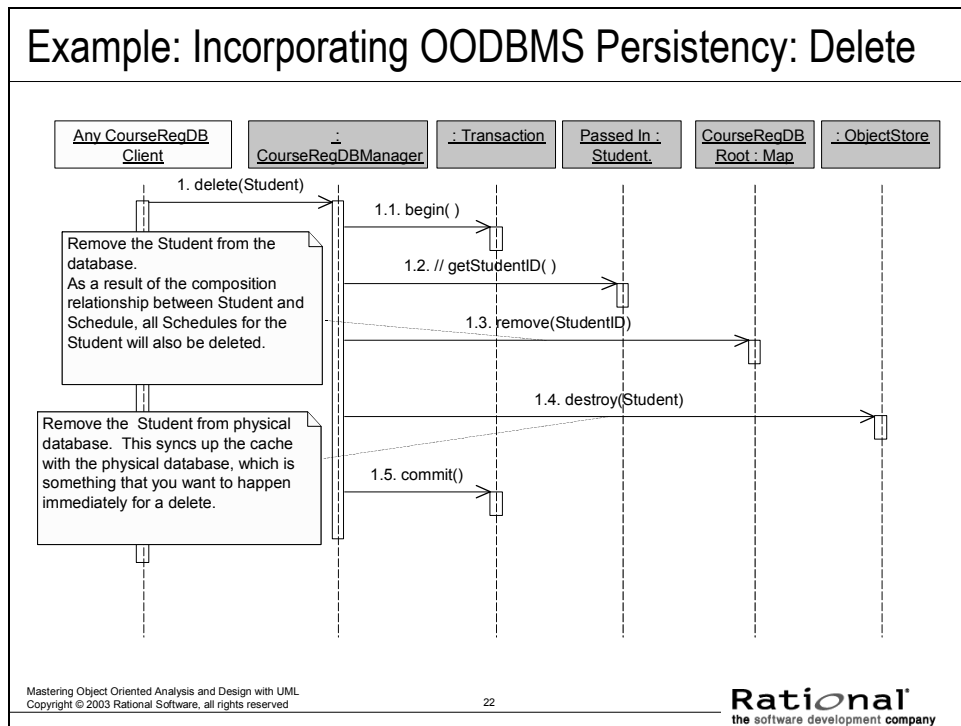 Example: Incorporating OODBMS Persistency: Delete
Any CourseRegDB
Client
:
CourseRegDBManager
: Transaction
Passed In :
Student.
CourseRegDB
Root : Map
: ObjectStore
1. delete(Student)
1.1. begin( )
Remove the Student from the
database.
As a result of the composition
relationship between Student and
Schedule, all Schedules for the
Student will also be deleted.
1.2. // getStudentID( )
1.3. remove(StudentID)
1.4. destroy(Student)
Remove the  Student from physical
database.  This syncs up the cache
with the physical database, which is
something that you want to happen
immediately for a delete.
1.5. commit()
Mastering Object Oriented Analysis and Design with UML
Copyright © 2003 Rational Software, all rights reserved
22
Rational
the software development company